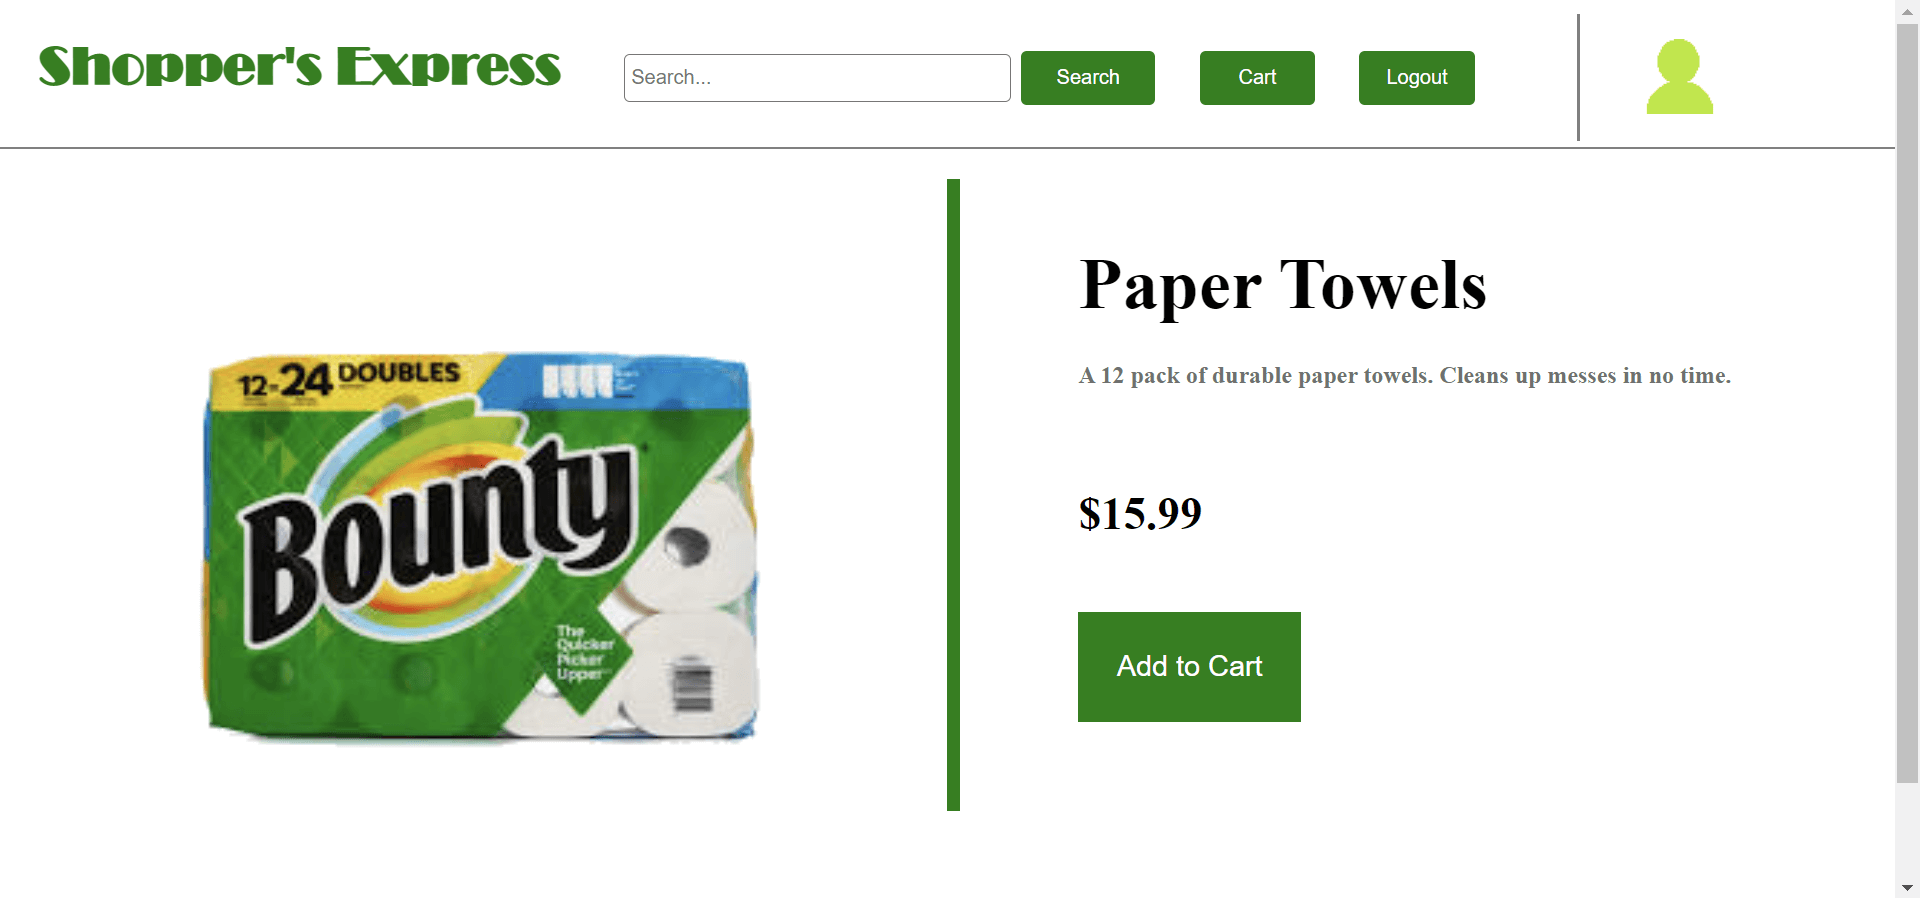 Shopper's Express
Search...
Search
Cart
Logout
Paper Towels
A 12 pack of durable paper towels. Cleans up messes in no time.
$15.99
Add to Cart
12=24 DOUBLES
Bounty
The
Quicker
Picker
Upper